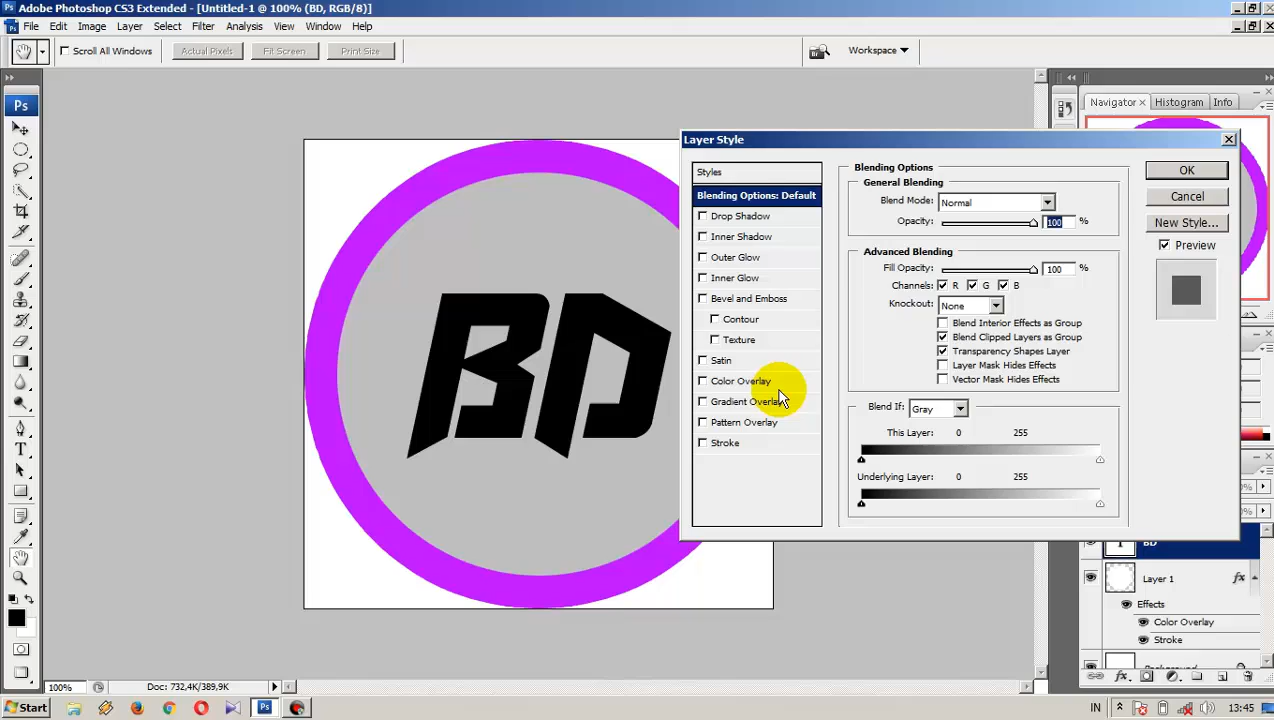 Adobe Photoshop CS3 Extended - [Untitled-1 @ 100% (BD, RGB/8)]
File Edit Image Layer Select Filter Analysis View Window Help
Scroll All Windows Actual Pixels Fit Screen Print Size Workspace
Ps
Navigator × Histogram Info
Layer Style
Styles
Blending Options: Default
Drop Shadow
Inner Shadow
Outer Glow
Inner Glow
Bevel and Emboss
Contour
Texture
Satin
Color Overlay
Gradient Overlay
Pattern Overlay
Stroke
Blending Options
General Blending
Blend Mode: Normal
Opacity: 100 %
Advanced Blending
Fill Opacity: 100 %
Channels: R G B
Knockout: None
Blend Interior Effects as Group
Blend Clipped Layers as Group
Transparency Shapes Layer
Layer Mask Hides Effects
Vector Mask Hides Effects
Blend If: Gray
This Layer: 0 255
Underlying Layer: 0 255
OK
Cancel
New Style...
Preview
BD
T BD
Layer 1 fx
Effects
Color Overlay
Stroke
100% Doc: 732,4K/389,9K
Start Ps IN 13:45